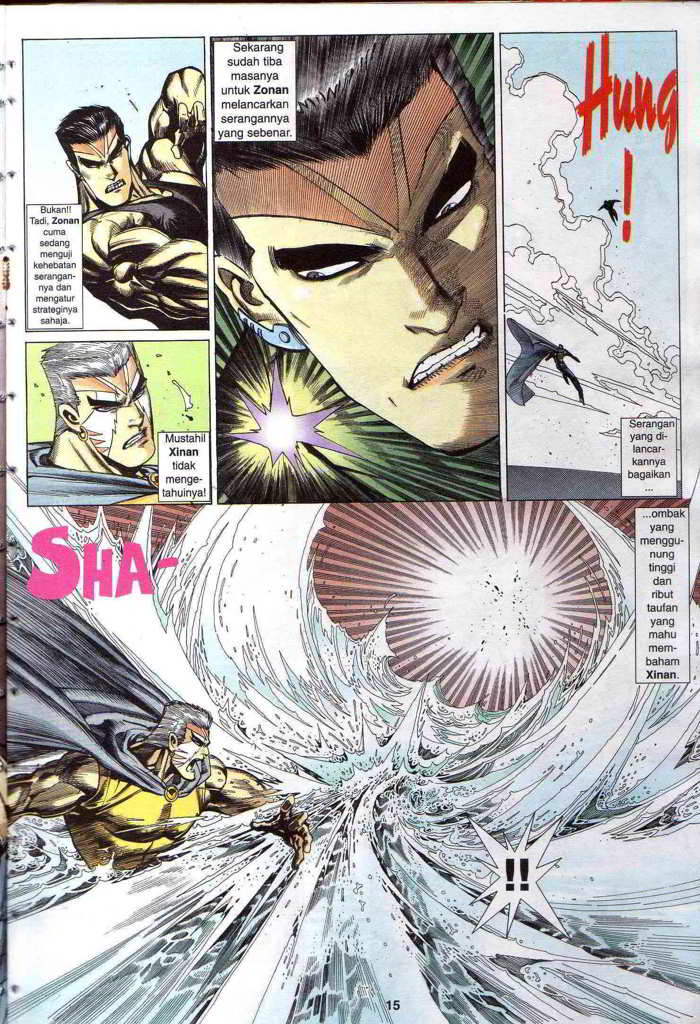 Bukan!!
Tadi, Zonan
cuma
sedang
menguji
kehebatan
serangan-
nya dan
mengatur
strateginya
sahaja.
Sekarang
sudah tiba
masanya
untuk Zonan
melancarkan
serangannya
yang sebenar.
Hung
!
Mustahil
Xinan
tidak
menge-
tahuinya!
Serangan
yang di-
lancar-
kannya
bagaikan
...
SHA-
...ombak
yang
menggu-
nung
tinggi
dan
ribut
taufan
yang
mahu
mem-
baham
Xinan.
!!
15